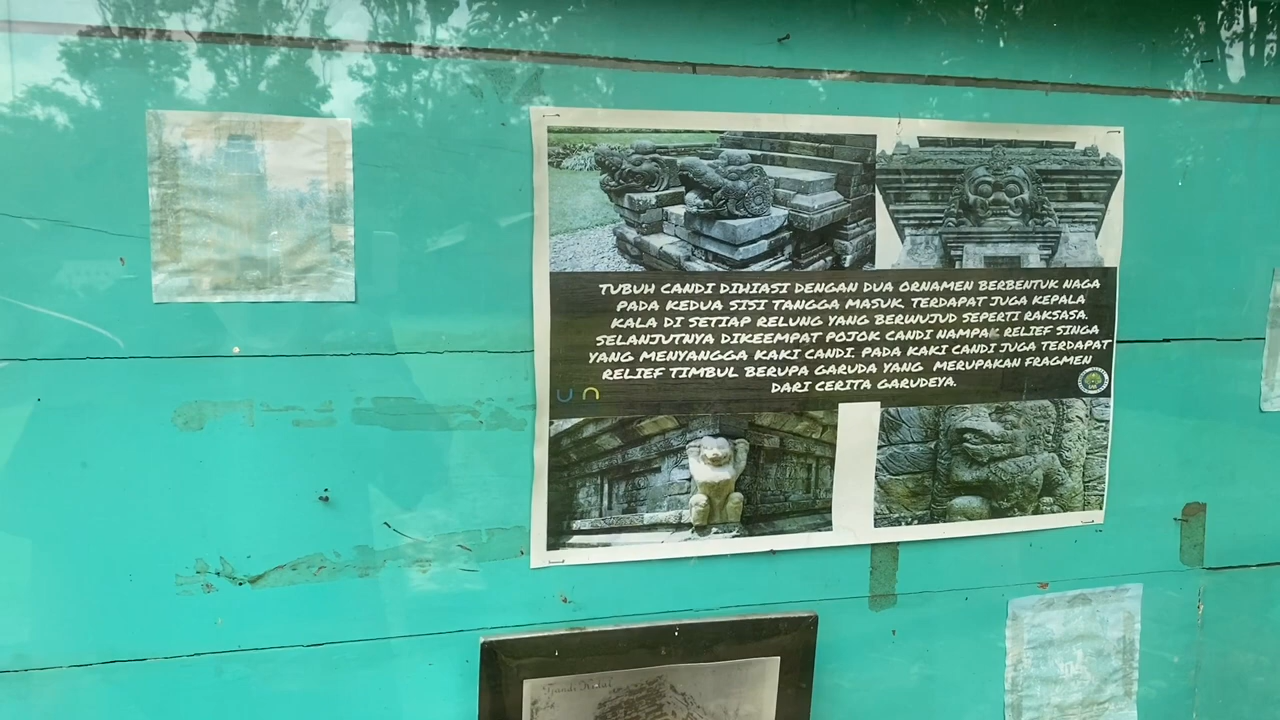 TUBUH CANDI DIHIASI DENGAN DUA ORNAMEN BERBENTUK NAGA
PADA KEDUA SISI TANGGA MASUK. TERDAPAT JUGA KEPALA
KALA DI SETIAP RELUNG YANG BERWUJUD SEPERTI RAKSASA.
SELANJUTNYA DIKEEMPAT POJOK CANDI NAMPAK RELIEF SINGA
YANG MENYANGGA KAKI CANDI. PADA KAKI CANDI JUGA TERDAPAT
RELIEF TIMBUL BERUPA GARUDA YANG MERUPAKAN FRAGMEN
DARI CERITA GARUDEYA.
Tjandi Kidal